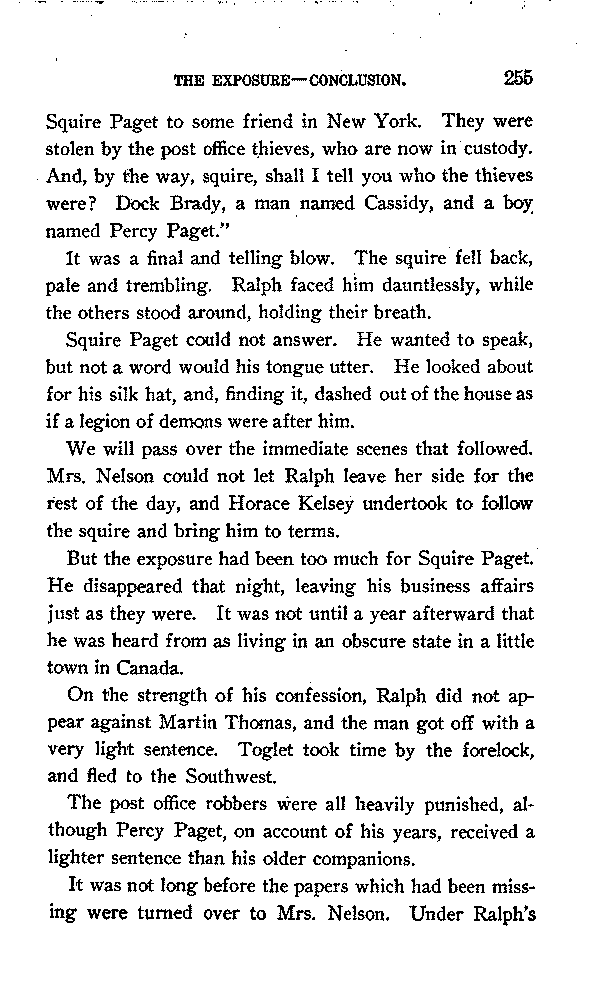 THE EXPOSURE—CONCLUSION. 255
Squire Paget to some friend in New York. They were
stolen by the post office thieves, who are now in custody.
And, by the way, squire, shall I tell you who the thieves
were? Dock Brady, a man named Cassidy, and a boy
named Percy Paget."
It was a final and telling blow. The squire fell back,
pale and trembling. Ralph faced him dauntlessly, while
the others stood around, holding their breath.
Squire Paget could not answer. He wanted to speak,
but not a word would his tongue utter. He looked about
for his silk hat, and, finding it, dashed out of the house as
if a legion of demons were after him.
We will pass over the immediate scenes that followed.
Mrs. Nelson could not let Ralph leave her side for the
rest of the day, and Horace Kelsey undertook to follow
the squire and bring him to terms.
But the exposure had been too much for Squire Paget.
He disappeared that night, leaving his business affairs
just as they were. It was not until a year afterward that
he was heard from as living in an obscure state in a little
town in Canada.
On the strength of his confession, Ralph did not ap-
pear against Martin Thomas, and the man got off with a
very light sentence. Toglet took time by the forelock,
and fled to the Southwest.
The post office robbers were all heavily punished, al-
though Percy Paget, on account of his years, received a
lighter sentence than his older companions.
It was not long before the papers which had been miss-
ing were turned over to Mrs. Nelson. Under Ralph's